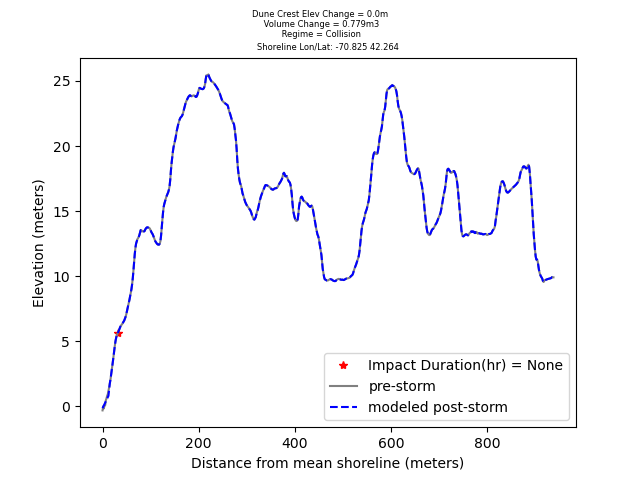 Dune Crest Elev Change = 0.0m
Volume Change = 0.779m3
Regime = Collision
Shoreline Lon/Lat: -70.825 42.264
25
20
15
10
5
0
Elevation (meters)
Impact Duration(hr) = None
pre-storm
modeled post-storm
0 200 400 600 800
Distance from mean shoreline (meters)